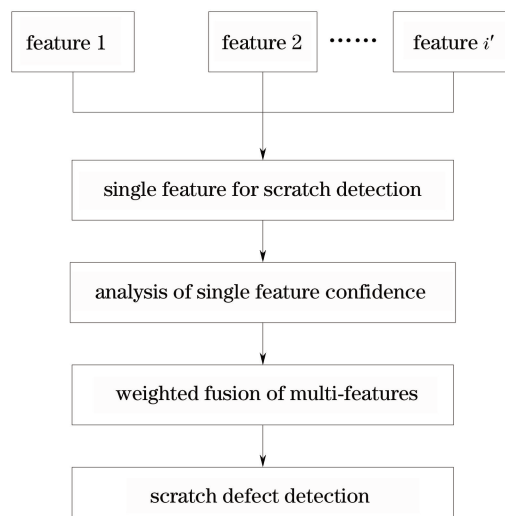 feature 1 feature 2 ······ feature i′
single feature for scratch detection
analysis of single feature confidence
weighted fusion of multi-features
scratch defect detection